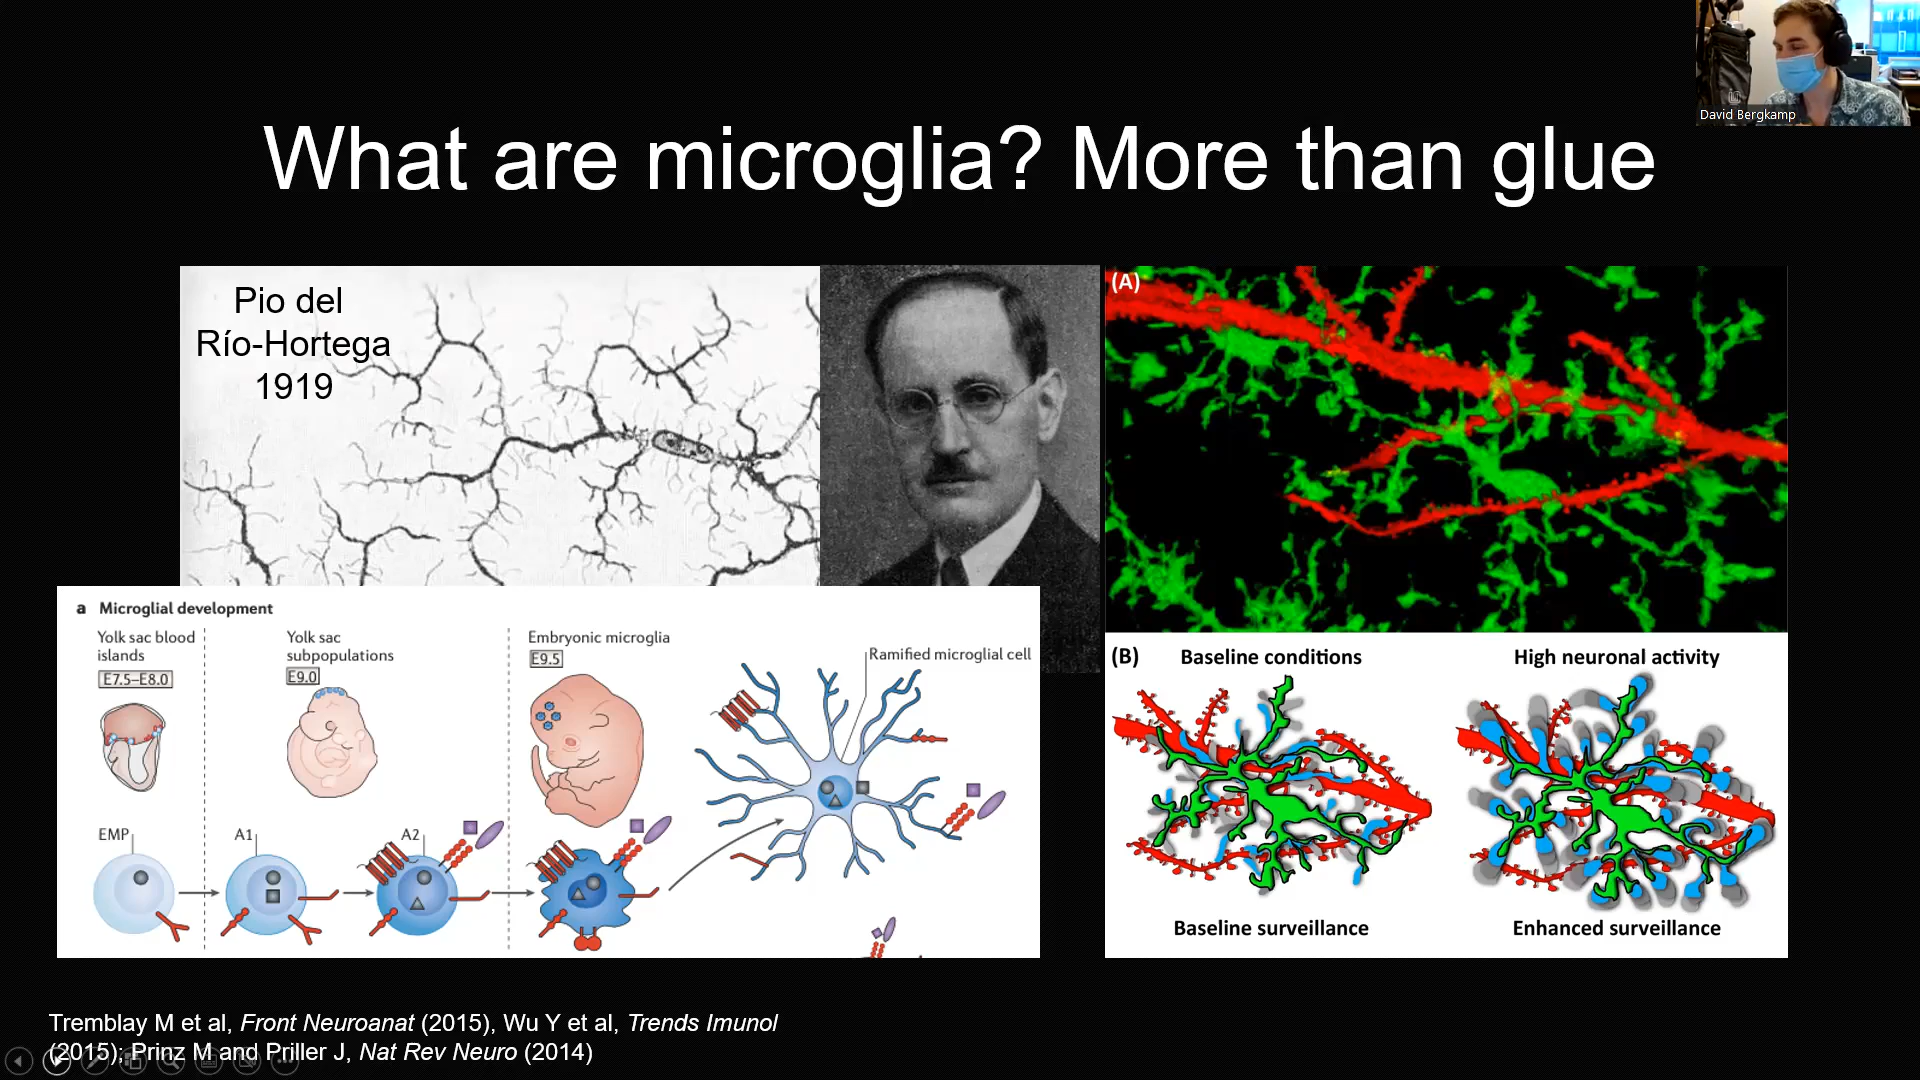 David Bergkamp
What are microglia? More than glue
Pio del
Río-Hortega
1919
(A)
a Microglial development
Yolk sac blood
islands
E7.5–E8.0
Yolk sac
subpopulations
E9.0
Embryonic microglia
E9.5
Ramified microglial cell
EMP
A1
A2
(B)
Baseline conditions
High neuronal activity
Baseline surveillance
Enhanced surveillance
Tremblay M et al, Front Neuroanat (2015), Wu Y et al, Trends Imunol
(2015); Prinz M and Priller J, Nat Rev Neuro (2014)